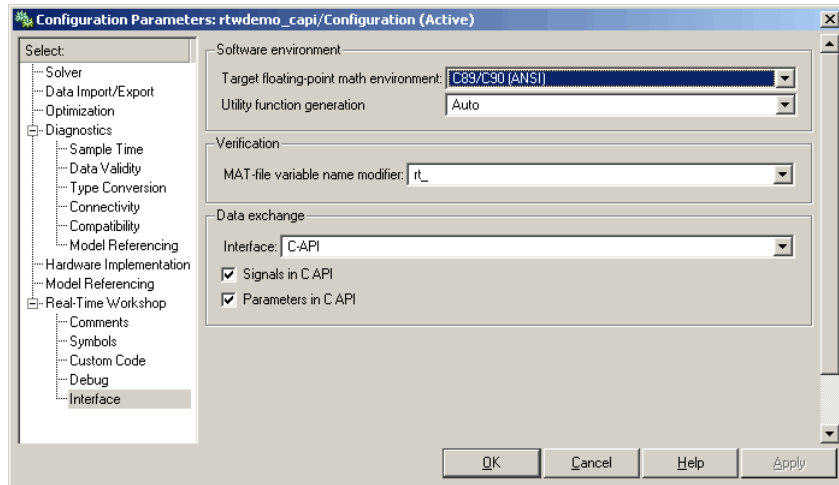 Configuration Parameters: rtwdemo_capi/Configuration (Active)
Select:
Solver
Data Import/Export
Optimization
Diagnostics
Sample Time
Data Validity
Type Conversion
Connectivity
Compatibility
Model Referencing
Hardware Implementation
Model Referencing
Real-Time Workshop
Comments
Symbols
Custom Code
Debug
Interface
Software environment
Target floating-point math environment: C89/C90 (ANSI)
Utility function generation Auto
Verification
MAT-file variable name modifier: rt_
Data exchange
Interface: C-API
Signals in C API
Parameters in C API
OK Cancel Help Apply